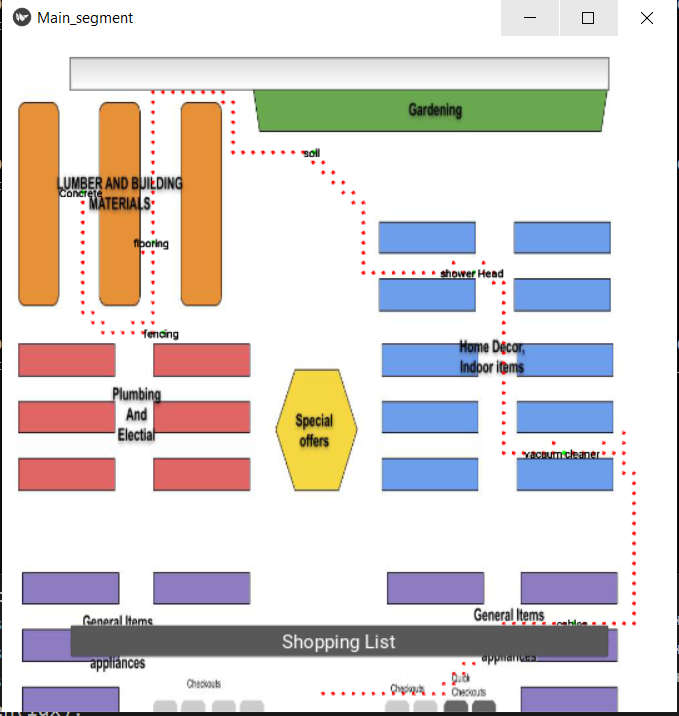 Main_segment
Gardening
soil
LUMBER AND BUILDING
Concrete
MATERIALS
flooring
shower Head
fencing
Home Decor,
Indoor items
Plumbing
And
Electial
Special
offers
vacuum cleaner
General Items
General Items
cables
Shopping List
appliances
appliances
Checkouts
Checkouts
Quick
Checkouts